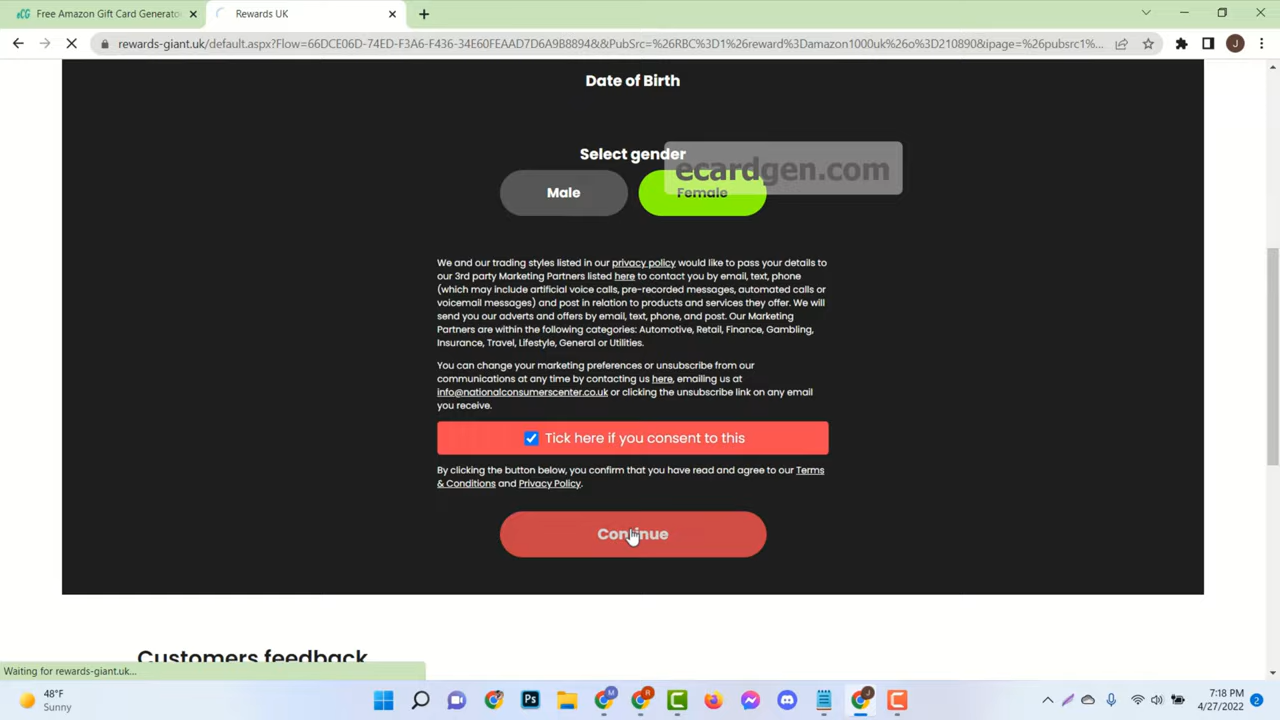 Free Amazon Gift Card Generato
Rewards UK
rewards-giant.uk/default.aspx?Flow=66DCE06D-74ED-F3A6-F436-34E60FEAAD7D6A9B8894&&PubSrc=%26RBC%3D1%26reward%3Damazon1000uk%26o%3D210890&ipage=%26pubsrc1%...
J
Date of Birth
Select gender
ecardgen.com
Male
Female
We and our trading styles listed in our privacy policy would like to pass your details to
our 3rd party Marketing Partners listed here to contact you by email, text, phone
(which may include artificial voice calls, pre-recorded messages, automated calls or
voicemail messages) and post in relation to products and services they offer. We will
send you our adverts and offers by email, text, phone, and post. Our Marketing
Partners are within the following categories: Automotive, Retail, Finance, Gambling,
Insurance, Travel, Lifestyle, General or Utilities.
You can change your marketing preferences or unsubscribe from our
communications at any time by contacting us here, emailing us at
info@nationalconsumerscenter.co.uk or clicking the unsubscribe link on any email
you receive.
Tick here if you consent to this
By clicking the button below, you confirm that you have read and agree to our Terms
& Conditions and Privacy Policy.
Continue
Customers feedback
Waiting for rewards-giant.uk...
48°F
Sunny
Ps
7:18 PM
4/27/2022
2